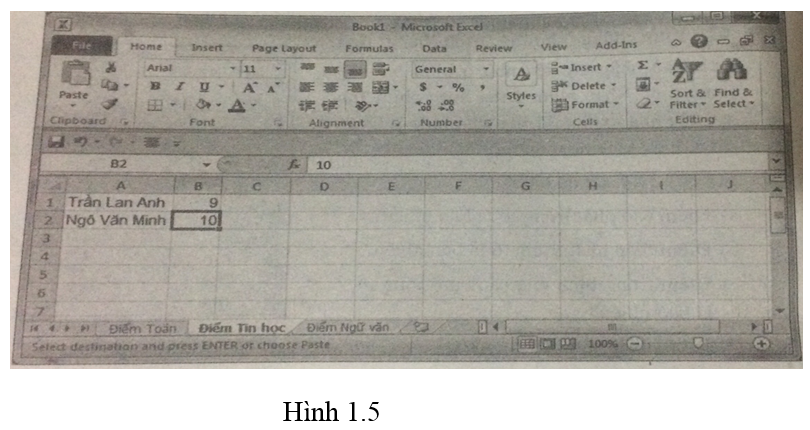 Book1 - Microsoft Excel
File Home Insert Page Layout Formulas Data Review View Add-Ins
Arial 11 General Insert Σ
B I U A A $ % , Delete
Paste Styles Format Sort & Filter Find & Select
Clipboard Font Alignment Number Cells Editing
B2 fx 10
A B C D E F G H I J
1 Trần Lan Anh 9
2 Ngô Văn Minh 10
3
4
5
6
7
Điểm Toán Điểm Tin học Điểm Ngữ văn
Select destination and press ENTER or choose Paste 100%
Hình 1.5